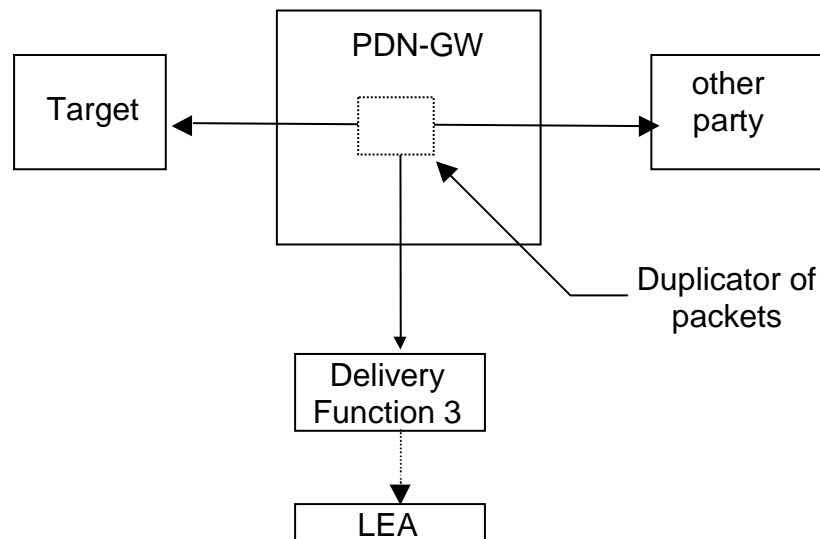 PDN-GW
Target
other
party
Duplicator of
packets
Delivery
Function 3
LEA